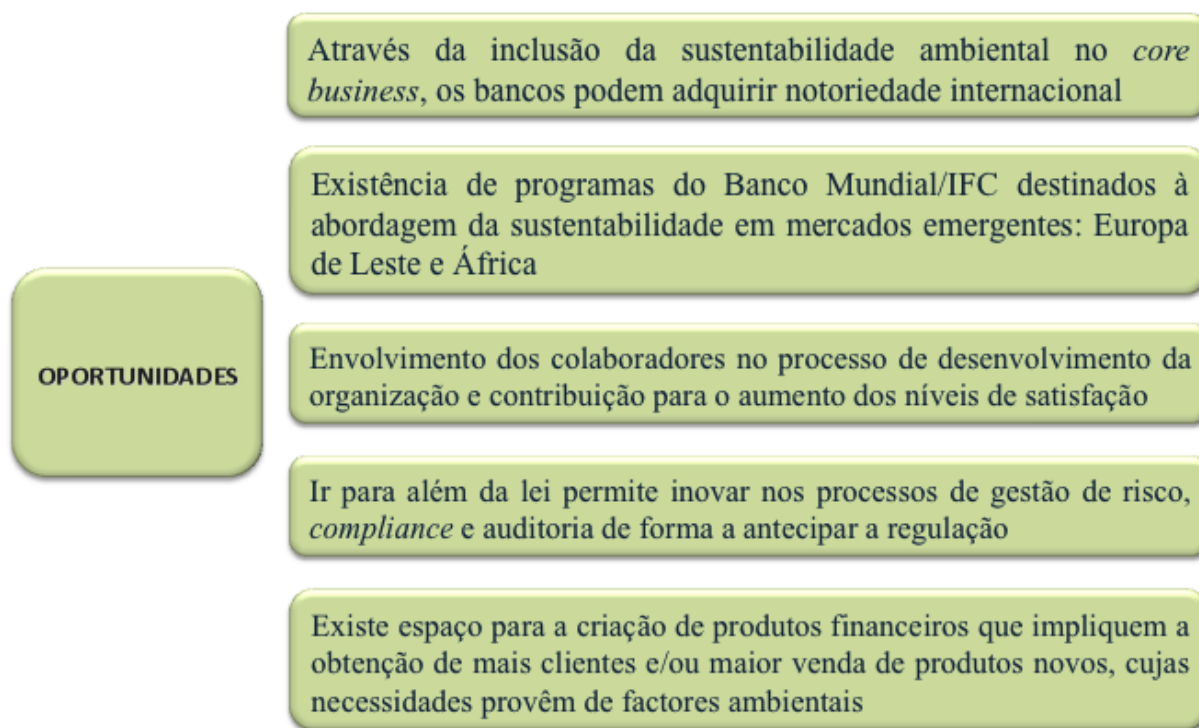 Através da inclusão da sustentabilidade ambiental no core
business, os bancos podem adquirir notoriedade internacional
Existência de programas do Banco Mundial/IFC destinados à
abordagem da sustentabilidade em mercados emergentes: Europa
de Leste e África
OPORTUNIDADES
Envolvimento dos colaboradores no processo de desenvolvimento da
organização e contribuição para o aumento dos níveis de satisfação
Ir para além da lei permite inovar nos processos de gestão de risco,
compliance e auditoria de forma a antecipar a regulação
Existe espaço para a criação de produtos financeiros que impliquem a
obtenção de mais clientes e/ou maior venda de produtos novos, cujas
necessidades provêm de factores ambientais